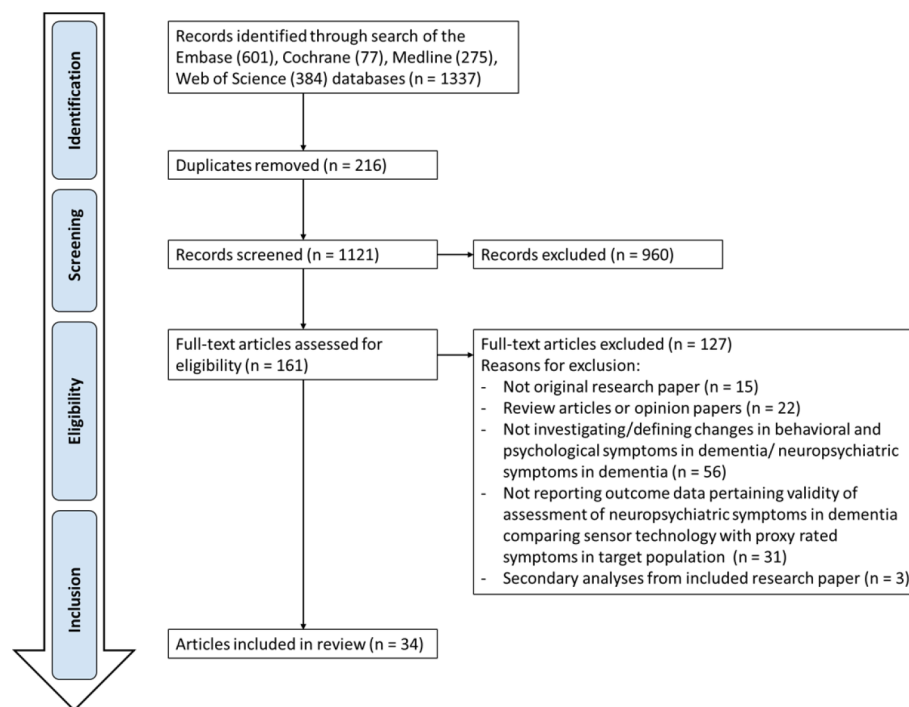 Identification
Records identified through search of the
Embase (601), Cochrane (77), Medline (275),
Web of Science (384) databases (n = 1337)
Duplicates removed (n = 216)
Screening
Records screened (n = 1121)
Records excluded (n = 960)
Eligibility
Full-text articles assessed for
eligibility (n = 161)
Full-text articles excluded (n = 127)
Reasons for exclusion:
- Not original research paper (n = 15)
- Review articles or opinion papers (n = 22)
- Not investigating/defining changes in behavioral and
psychological symptoms in dementia/ neuropsychiatric
symptoms in dementia (n = 56)
- Not reporting outcome data pertaining validity of
assessment of neuropsychiatric symptoms in dementia
comparing sensor technology with proxy rated
symptoms in target population (n = 31)
- Secondary analyses from included research paper (n = 3)
Inclusion
Articles included in review (n = 34)